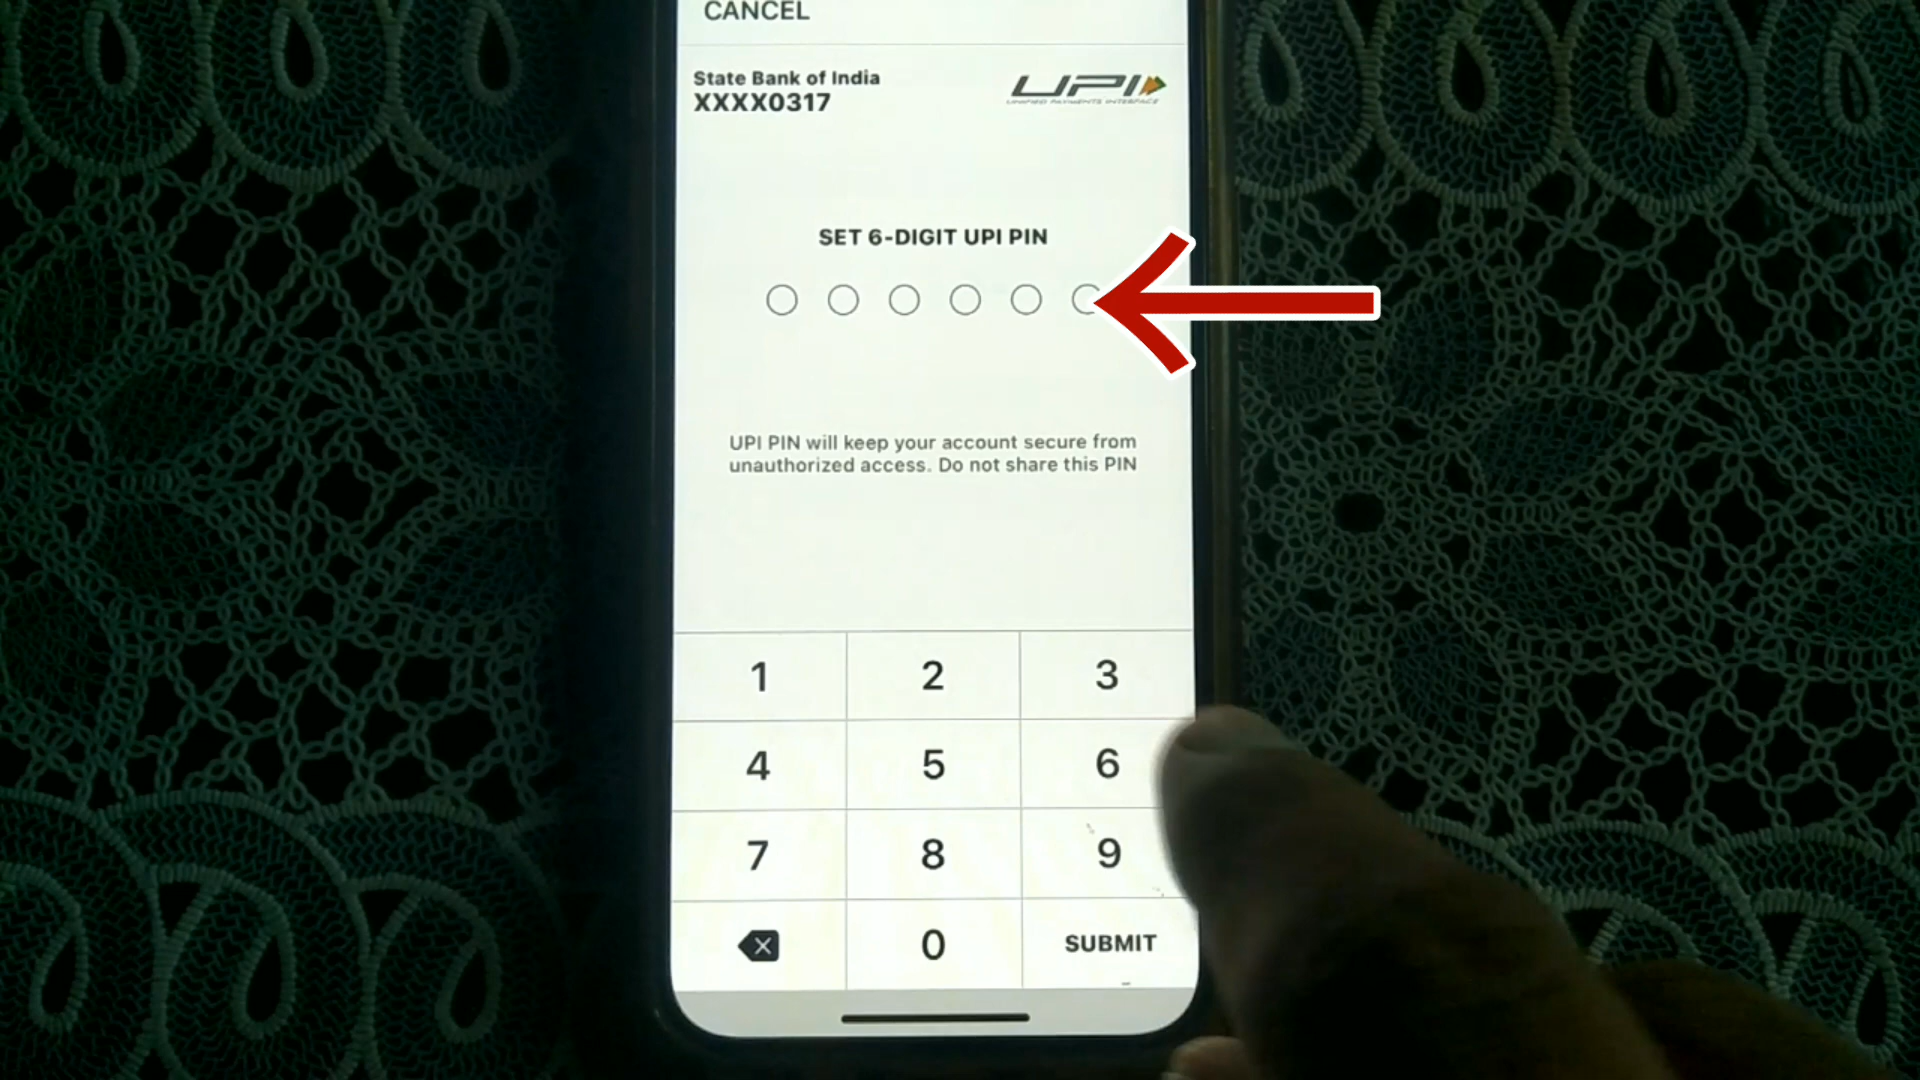 CANCEL
State Bank of India
XXXX0317
UPI
UNIFIED PAYMENTS INTERFACE
SET 6-DIGIT UPI PIN
UPI PIN will keep your account secure from
unauthorized access. Do not share this PIN
1 2 3
4 5 6
7 8 9
0 SUBMIT